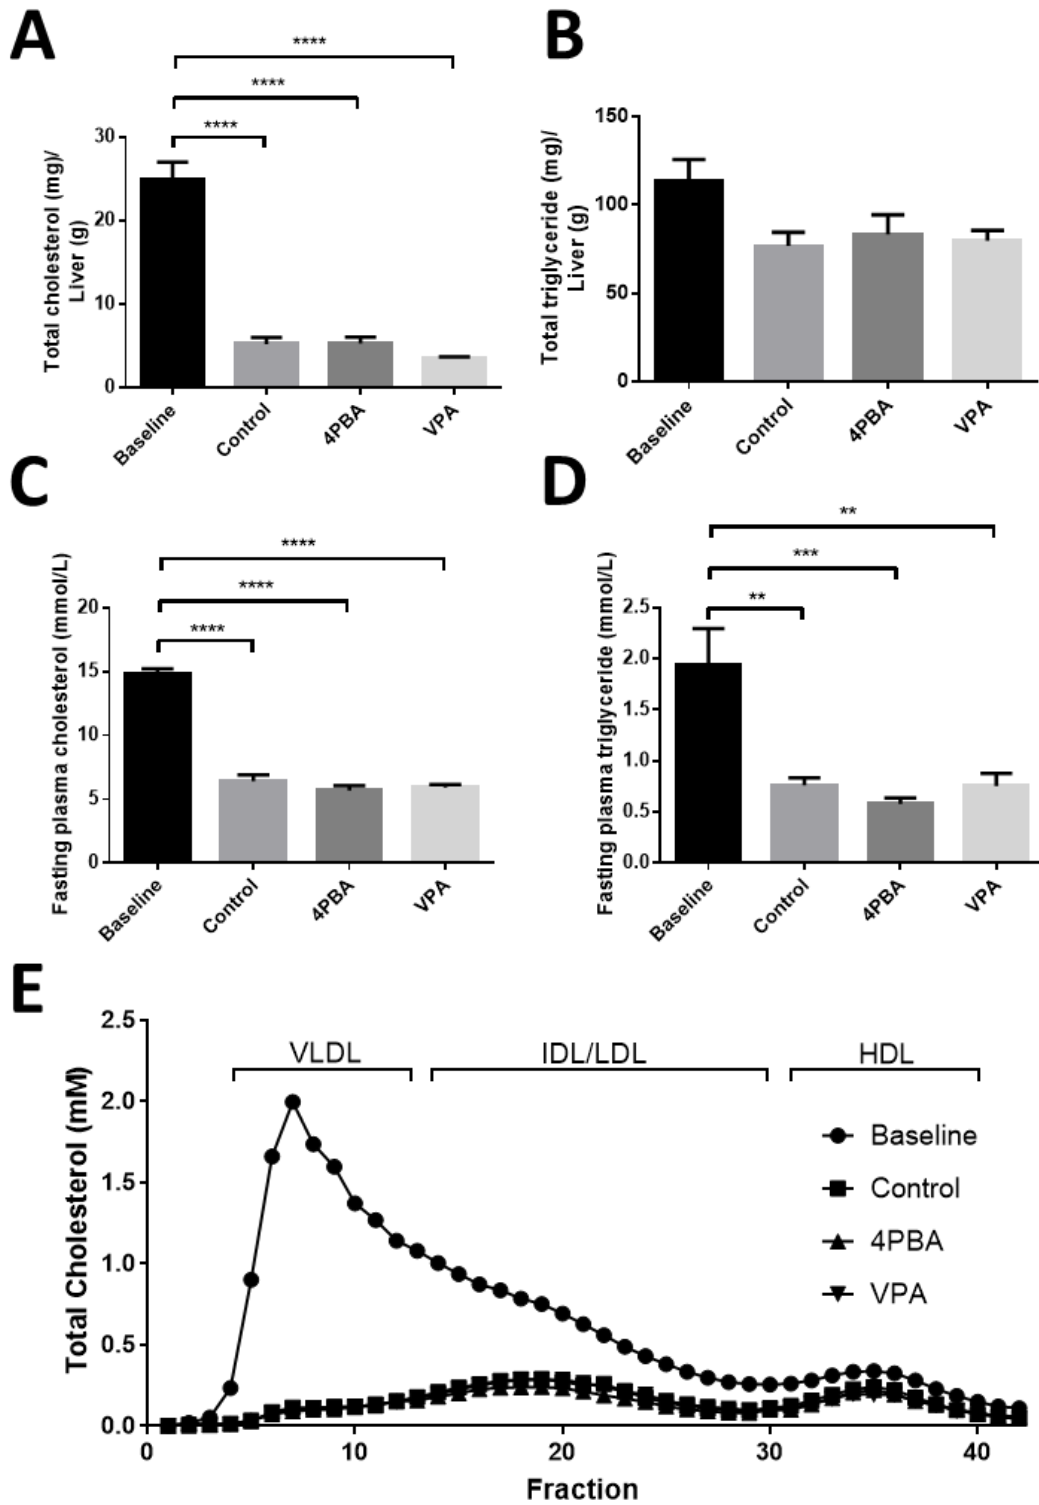 A
****
****
****
Total cholesterol (mg)/
Liver (g)
30
20
10
0
Baseline
Control
4PBA
VPA
B
Total triglyceride (mg)/
Liver (g)
150
100
50
0
Baseline
Control
4PBA
VPA
C
****
****
****
Fasting plasma cholesterol (mmol/L)
20
15
10
5
0
Baseline
Control
4PBA
VPA
D
**
***
**
Fasting plasma triglyceride (mmol/L)
2.5
2.0
1.5
1.0
0.5
0.0
Baseline
Control
4PBA
VPA
E
Total Cholesterol (mM)
2.5
2.0
1.5
1.0
0.5
0.0
VLDL
IDL/LDL
HDL
Baseline
Control
4PBA
VPA
0
10
20
30
40
Fraction